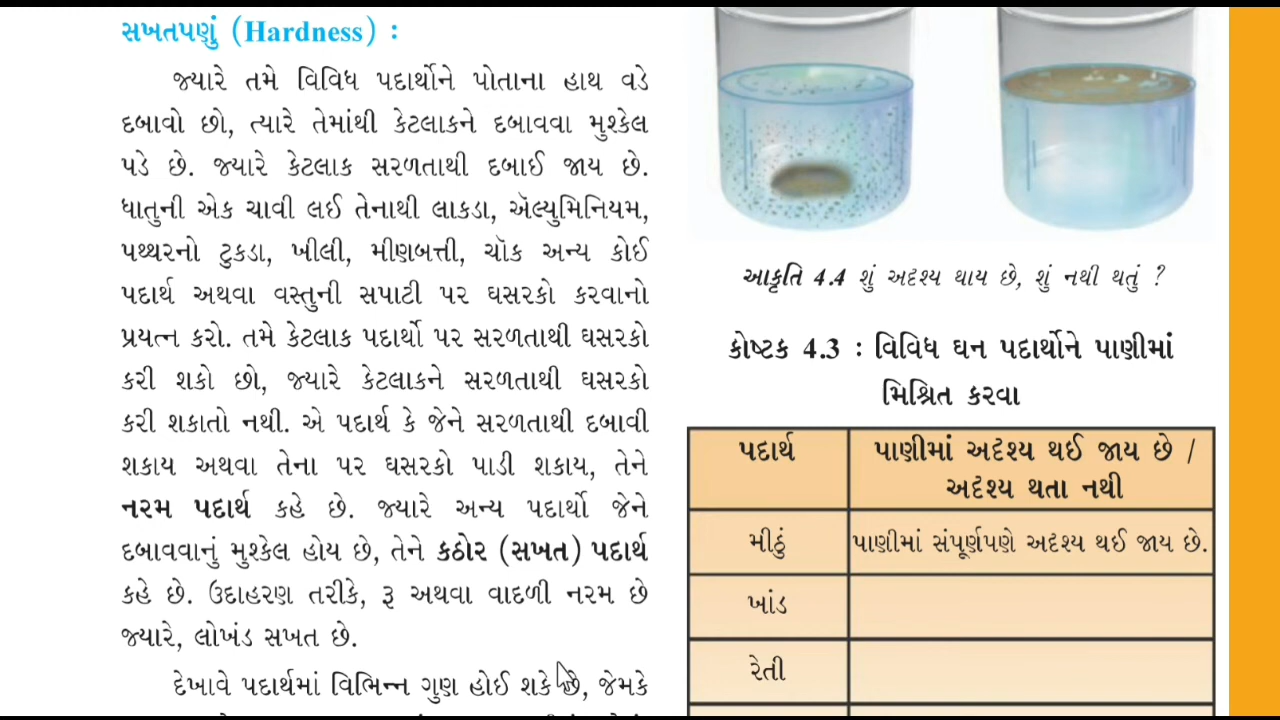 સખતપણું (Hardness) :
જ્યારે તમે વિવિધ પદાર્થોને પોતાના હાથ વડે
દબાવો છો, ત્યારે તેમાંથી કેટલાકને દબાવવા મુશ્કેલ
પડે છે. જ્યારે કેટલાક સરળતાથી દબાઈ જાય છે.
ધાતુની એક ચાવી લઈ તેનાથી લાકડા, ઍલ્યુમિનિયમ,
પથ્થરનો ટુકડા, ખીલી, મીણબત્તી, ચૉક અન્ય કોઈ
પદાર્થ અથવા વસ્તુની સપાટી પર ઘસરકો કરવાનો
પ્રયત્ન કરો. તમે કેટલાક પદાર્થો પર સરળતાથી ઘસરકો
કરી શકો છો, જ્યારે કેટલાકને સરળતાથી ઘસરકો
કરી શકાતો નથી. એ પદાર્થ કે જેને સરળતાથી દબાવી
શકાય અથવા તેના પર ઘસરકો પાડી શકાય, તેને
નરમ પદાર્થ કહે છે. જ્યારે અન્ય પદાર્થો જેને
દબાવવાનું મુશ્કેલ હોય છે, તેને કઠોર (સખત) પદાર્થ
કહે છે. ઉદાહરણ તરીકે, રૂ અથવા વાદળી નરમ છે
જ્યારે, લોખંડ સખત છે.
દેખાવે પદાર્થમાં વિભિન્ન ગુણ હોઈ શકે છે, જેમકે
આકૃતિ 4.4 શું અદૃશ્ય થાય છે, શું નથી થતું ?
કોષ્ટક 4.3 : વિવિધ ઘન પદાર્થોને પાણીમાં
મિશ્રિત કરવા
પદાર્થ
પાણીમાં અદૃશ્ય થઈ જાય છે /
અદૃશ્ય થતા નથી
મીઠું
પાણીમાં સંપૂર્ણપણે અદૃશ્ય થઈ જાય છે.
ખાંડ
રેતી